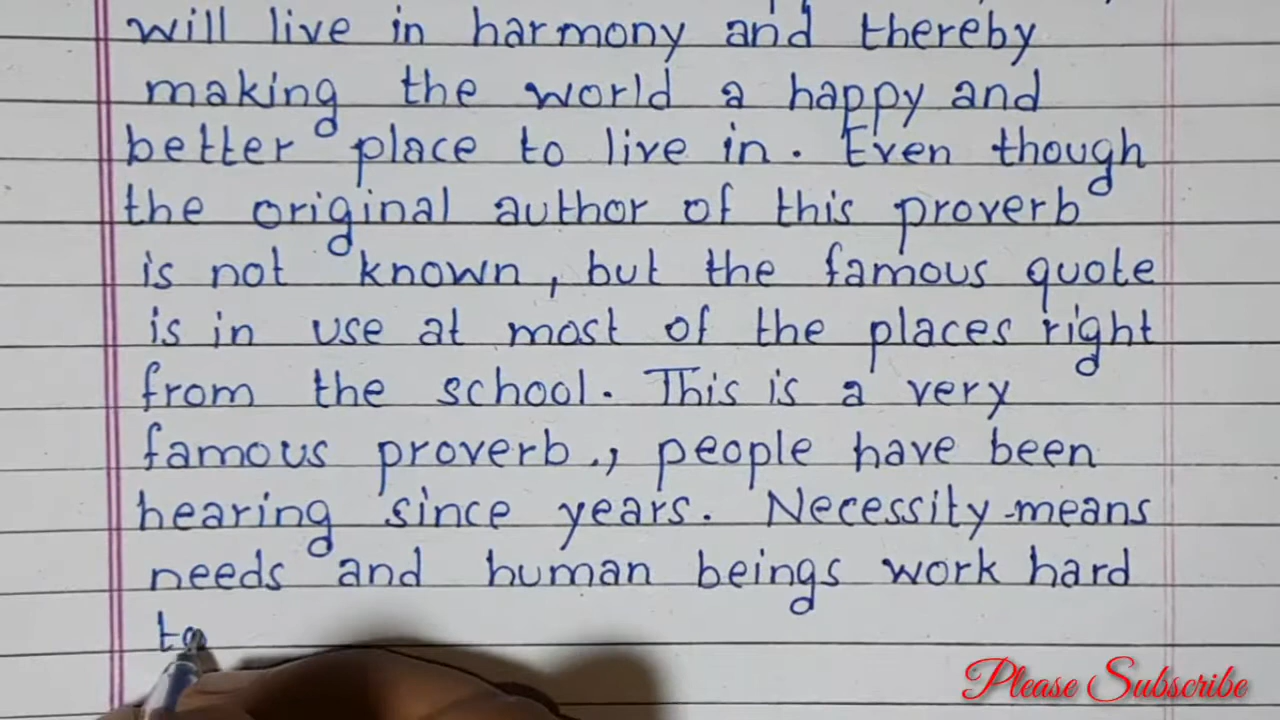 will live in harmony and thereby
making the world a happy and
better place to live in. Even though
the original author of this proverb
is not known, but the famous quote
is in use at most of the places right
from the school. This is a very
famous proverb., people have been
hearing since years. Necessity-means
needs and human beings work hard
to
Please Subscribe